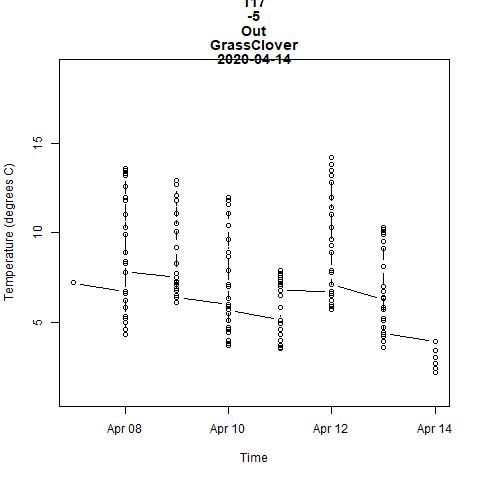 117
-5
Out
GrassClover
2020-04-14
Temperature (degrees C)
15
10
5
Apr 08
Apr 10
Apr 12
Apr 14
Time